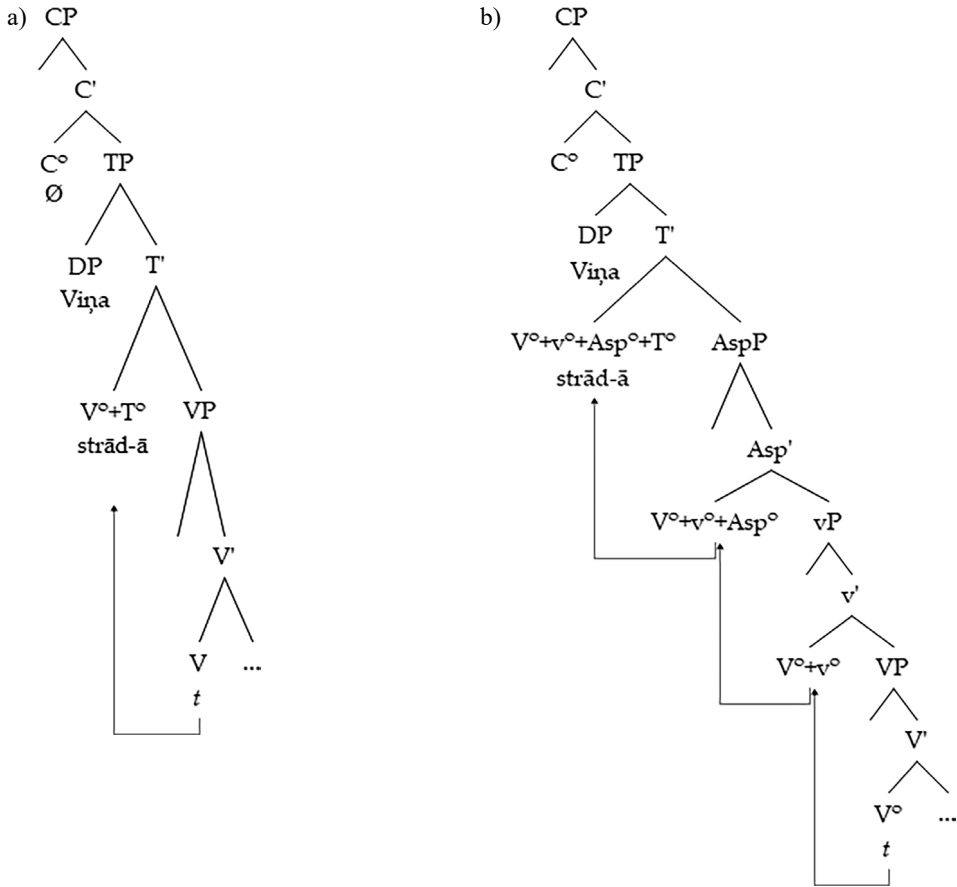 a)
CP
C'
C° TP
Ø
DP T'
Viņa
V°+T° VP
strād-ā
V'
V ...
t
b)
CP
C'
C° TP
DP T'
Viņa
V°+v°+Asp°+T° AspP
strād-ā
Asp'
V°+v°+Asp° vP
v'
V°+v° VP
V'
V° ...
t